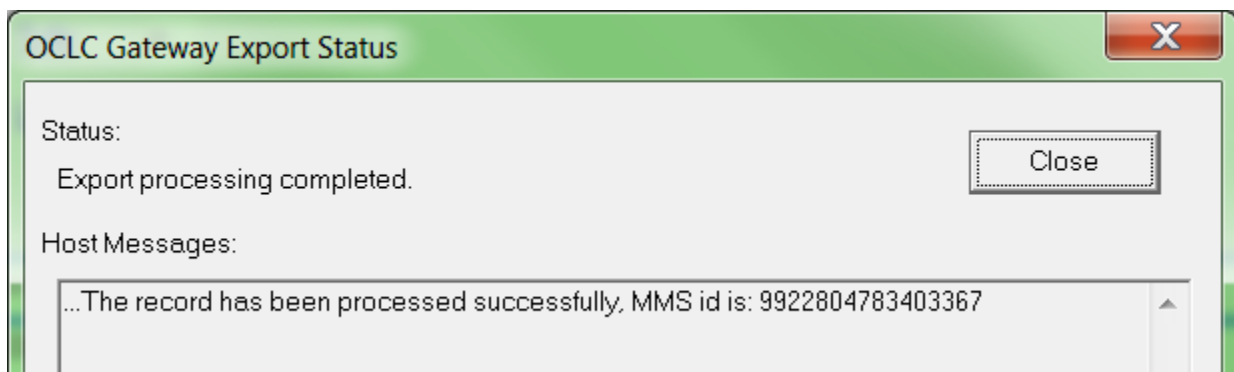 OCLC Gateway Export Status
Status:
Close
Export processing completed.
Host Messages:
...The record has been processed successfully, MMS id is: 9922804783403367